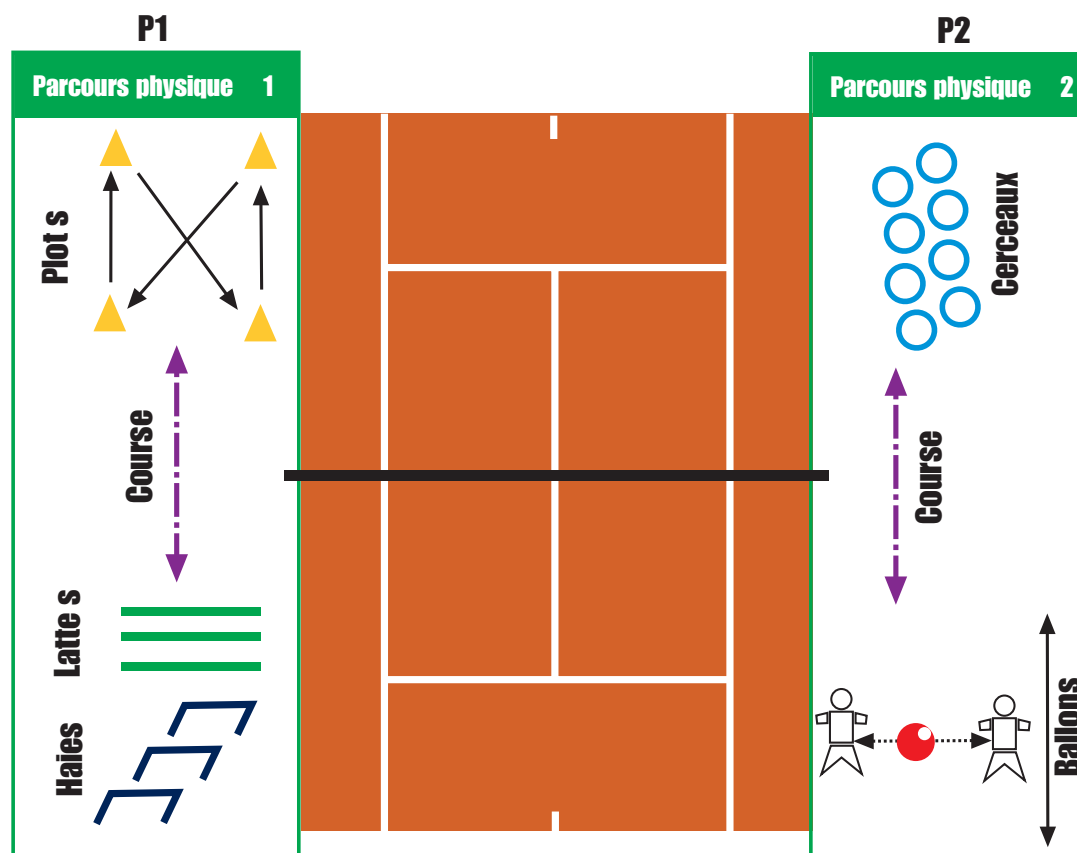 P1
Parcours physique 1
Plot s
Course
Latte s
Haies
P2
Parcours physique 2
Cerceaux
Course
Ballons